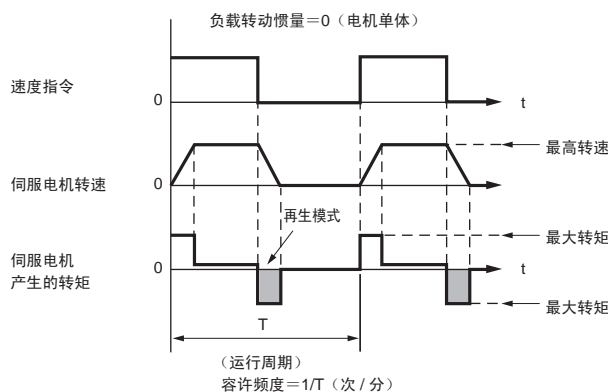 负载转动惯量＝0（电机单体）
速度指令
0
t
最高转速
伺服电机转速
0
再生模式
最大转矩
伺服电机
产生的转矩
0
t
最大转矩
T
（运行周期）
容许频度＝1/T（次 / 分）